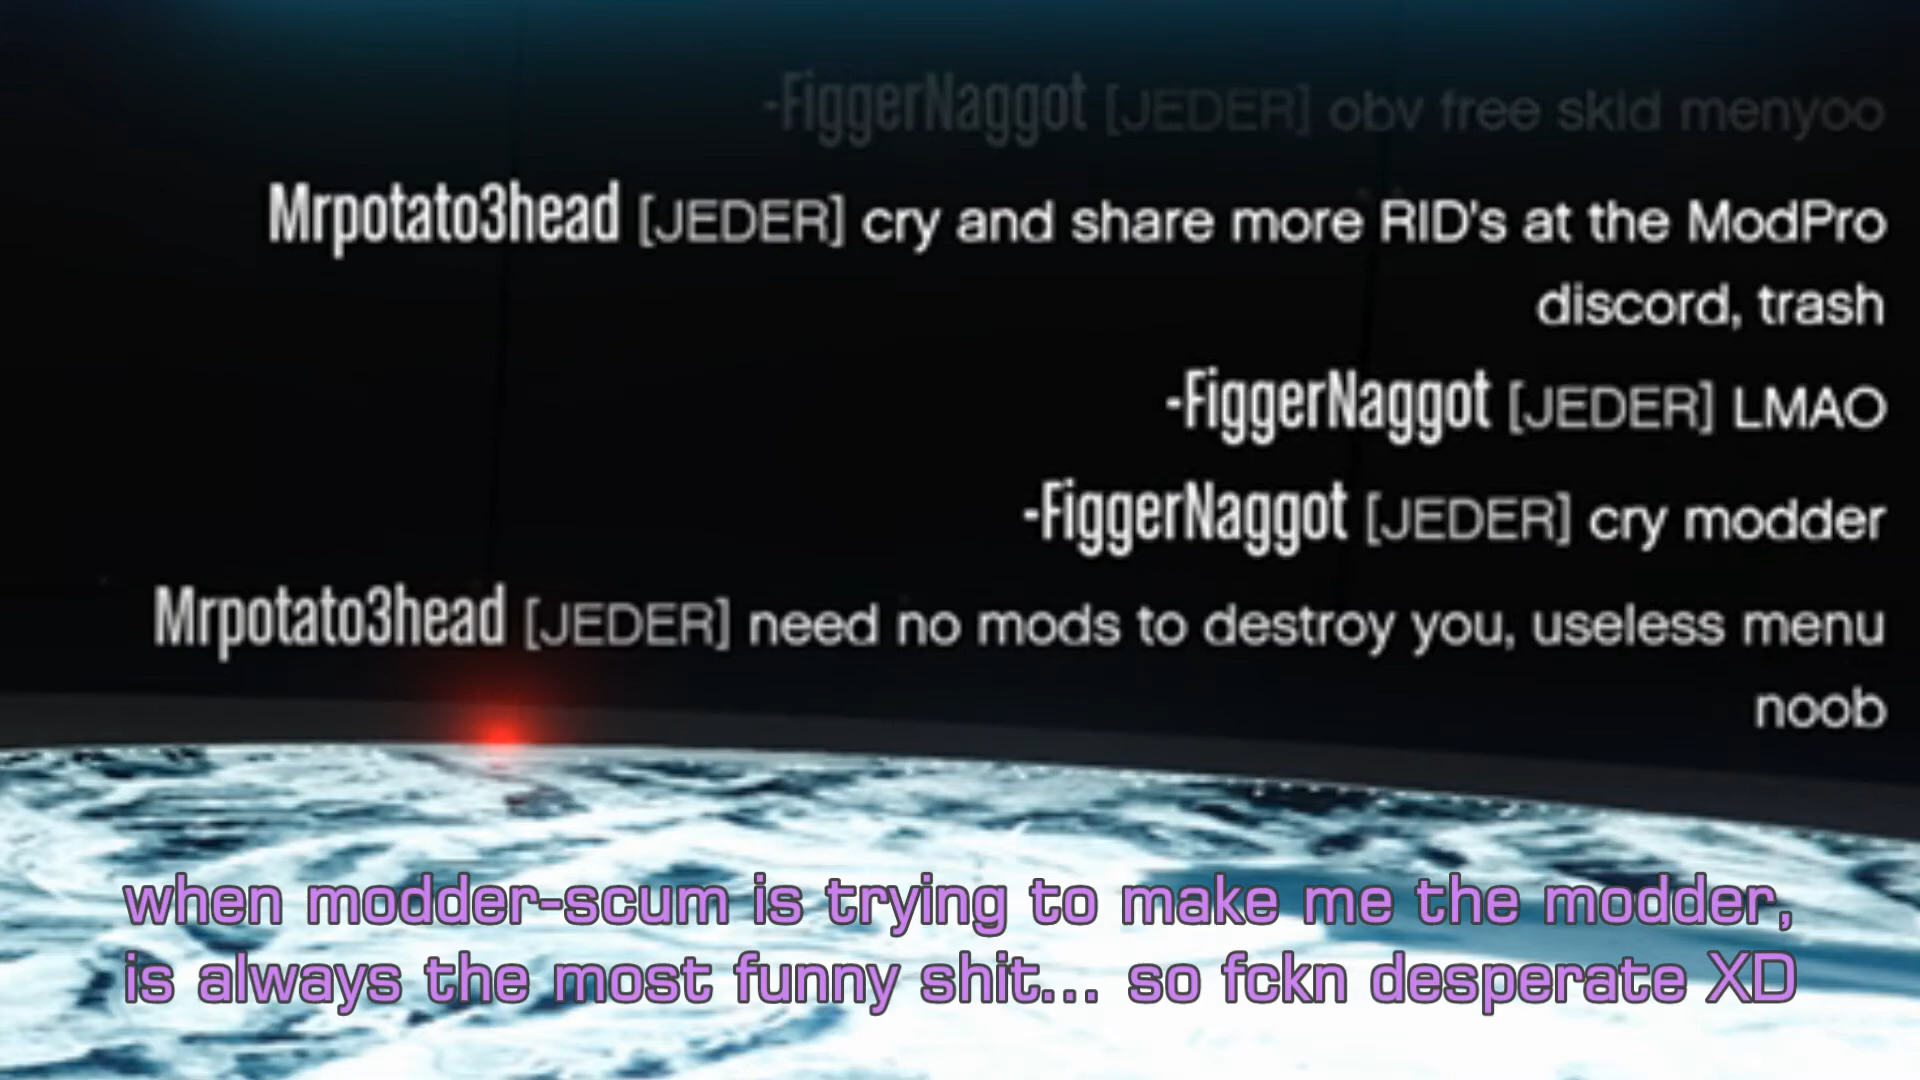 -FiggerNaggot [JEDER] obv free skid menyoo
Mrpotato3head [JEDER] cry and share more RID's at the ModPro
discord, trash
-FiggerNaggot [JEDER] LMAO
-FiggerNaggot [JEDER] cry modder
Mrpotato3head [JEDER] need no mods to destroy you, useless menu
noob
when modder-scum is trying to make me the modder,
is always the most funny shit... so fckn desperate XD